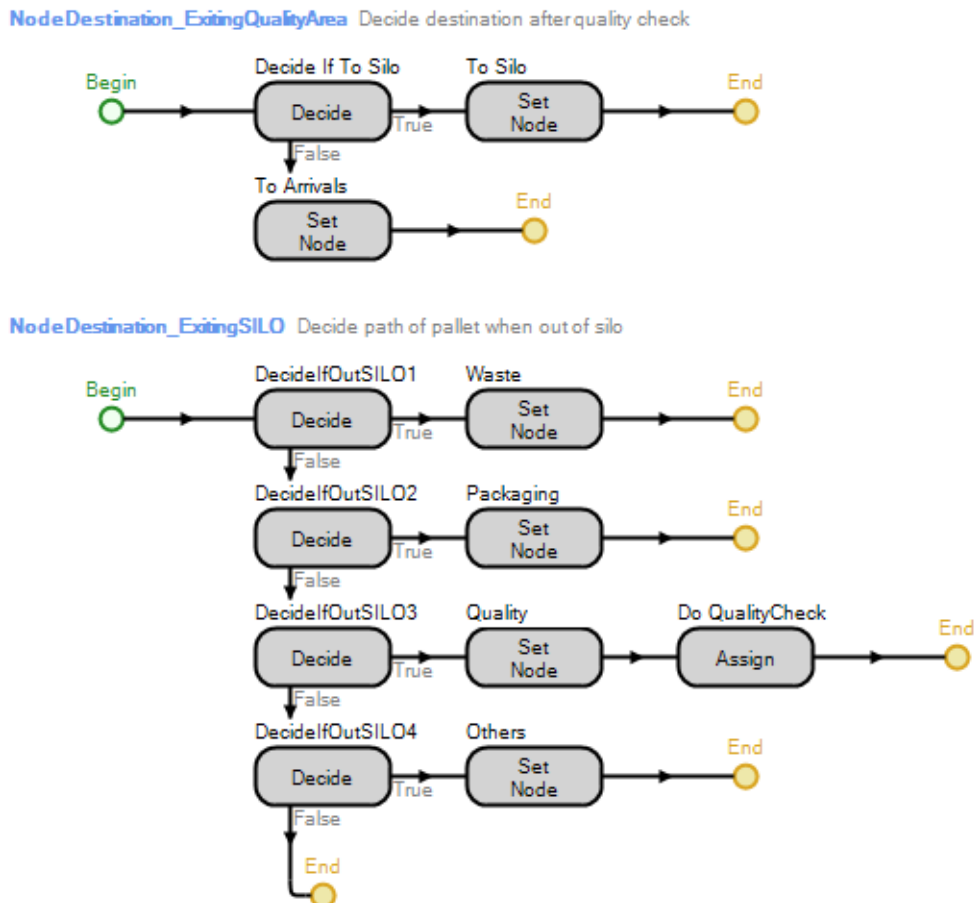 NodeDestination_ExitingQualityArea Decide destination after quality check
Decide If To Silo To Silo
Begin End
Decide Set
Node
True
False
To Arrivals
End
Set
Node
NodeDestination_ExitingSILO Decide path of pallet when out of silo
DecideIfOutSILO1 Waste
Begin End
Decide Set
Node
True
False
DecideIfOutSILO2 Packaging
End
Decide Set
Node
True
False
DecideIfOutSILO3 Quality Do QualityCheck
End
Decide Set
Node Assign
True
False
DecideIfOutSILO4 Others
End
Decide Set
Node
True
False
End